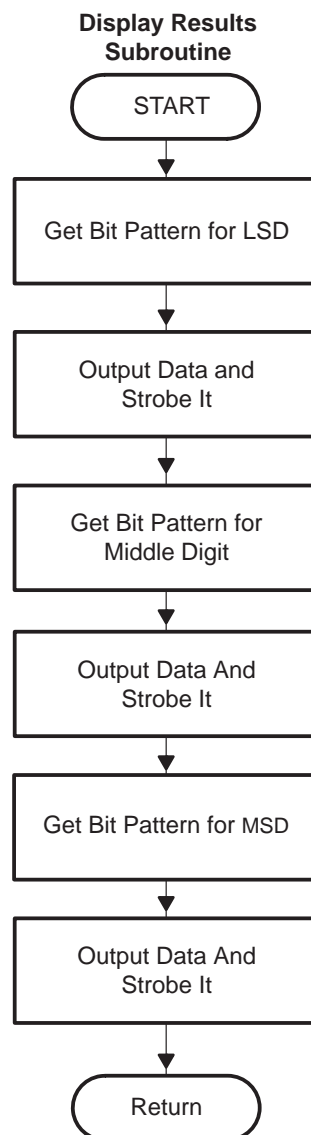 Display Results
Subroutine
START
Get Bit Pattern for LSD
Output Data and
Strobe It
Get Bit Pattern for
Middle Digit
Output Data And
Strobe It
Get Bit Pattern for MSD
Output Data And
Strobe It
Return